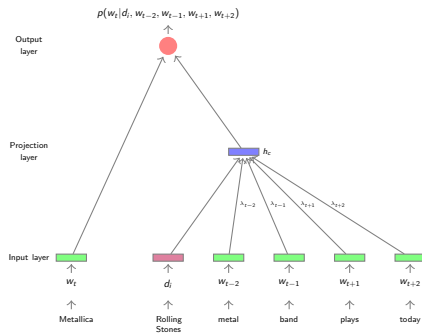 p(w_t|d_i, w_{t−2}, w_{t−1}, w_{t+1}, w_{t+2})
Output
layer
Projection
layer
h_c
λ_{t−2} λ_{t−1} λ_{t+1} λ_{t+2}
Input layer
w_t d_i w_{t−2} w_{t−1} w_{t+1} w_{t+2}
Metallica Rolling metal band plays today
Stones